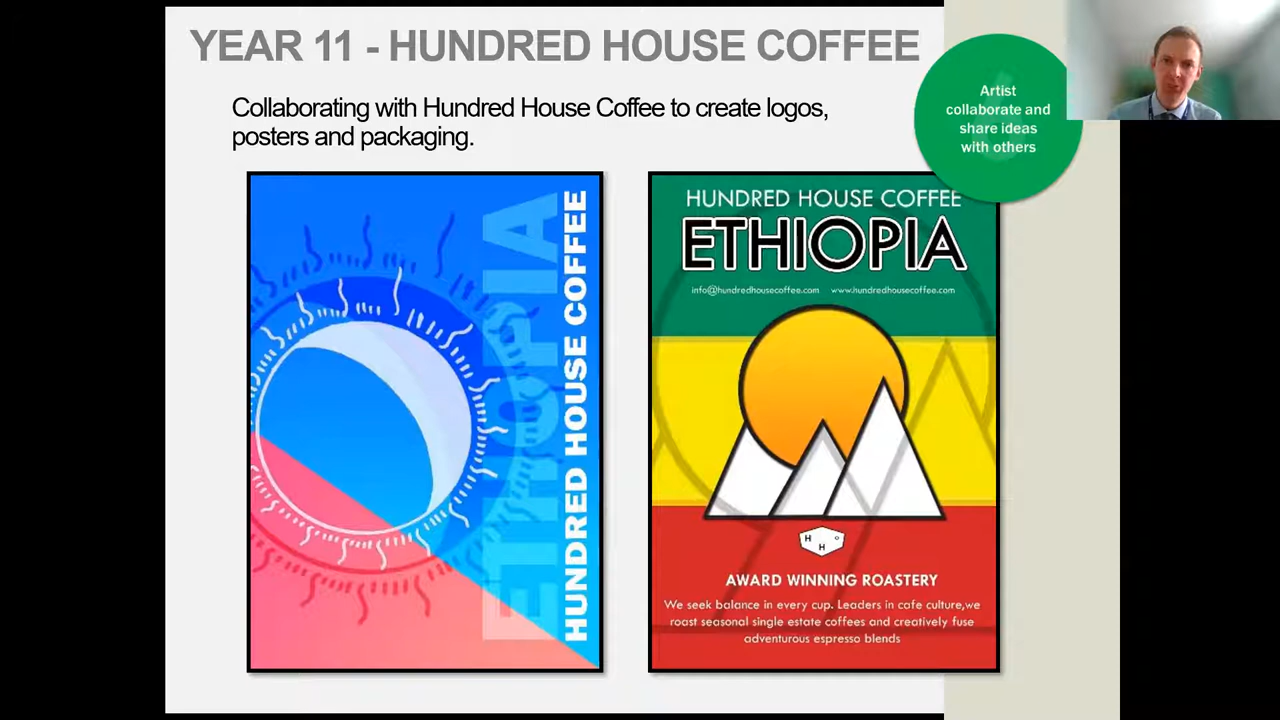 YEAR 11 - HUNDRED HOUSE COFFEE
Collaborating with Hundred House Coffee to create logos,
posters and packaging.
Artist
collaborate and
share ideas
with others
ETHIOPIA
HUNDRED HOUSE COFFEE
HUNDRED HOUSE COFFEE
ETHIOPIA
info@hundredhousecoffee.com www.hundredhousecoffee.com
H H O
AWARD WINNING ROASTERY
We seek balance in every cup. Leaders in cafe culture,we
roast seasonal single estate coffees and creatively fuse
adventurous espresso blends